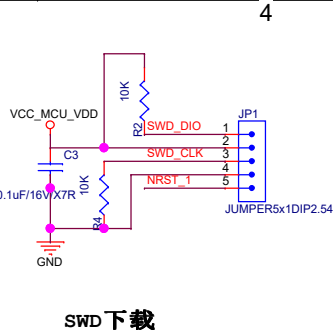 4
VCC_MCU_VDD
10K
R2
SWD_DIO
JP1
1
2
C3
SWD_CLK
3
4
0.1uF/16V/X7R
10K
NRST_1
5
R4
JUMPER5x1DIP2.54
GND
SWD下载